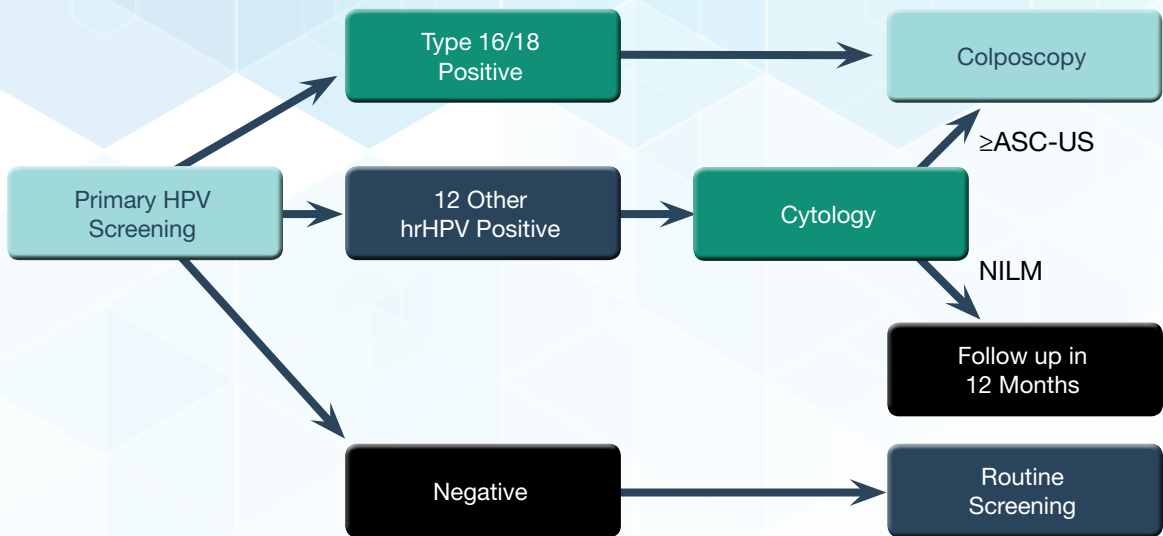 Type 16/18
Positive
Colposcopy
≥ASC-US
Primary HPV
Screening
12 Other
hrHPV Positive
Cytology
NILM
Follow up in
12 Months
Negative
Routine
Screening